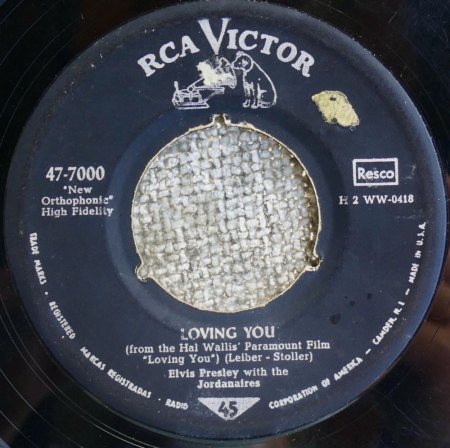 RCA VICTOR
47-7000
"New
Orthophonic"
High Fidelity
Resco
H 2 WW-0418
LOVING YOU
(from the Hal Wallis' Paramount Film
"Loving You") (Leiber - Stoller)
Elvis Presley with the
Jordanaires
45
TRADE MARKS • REGISTERED • MARCAS REGISTRADAS • RADIO CORPORATION OF AMERICA — CAMDEN, N. J. — MADE IN U.S.A.